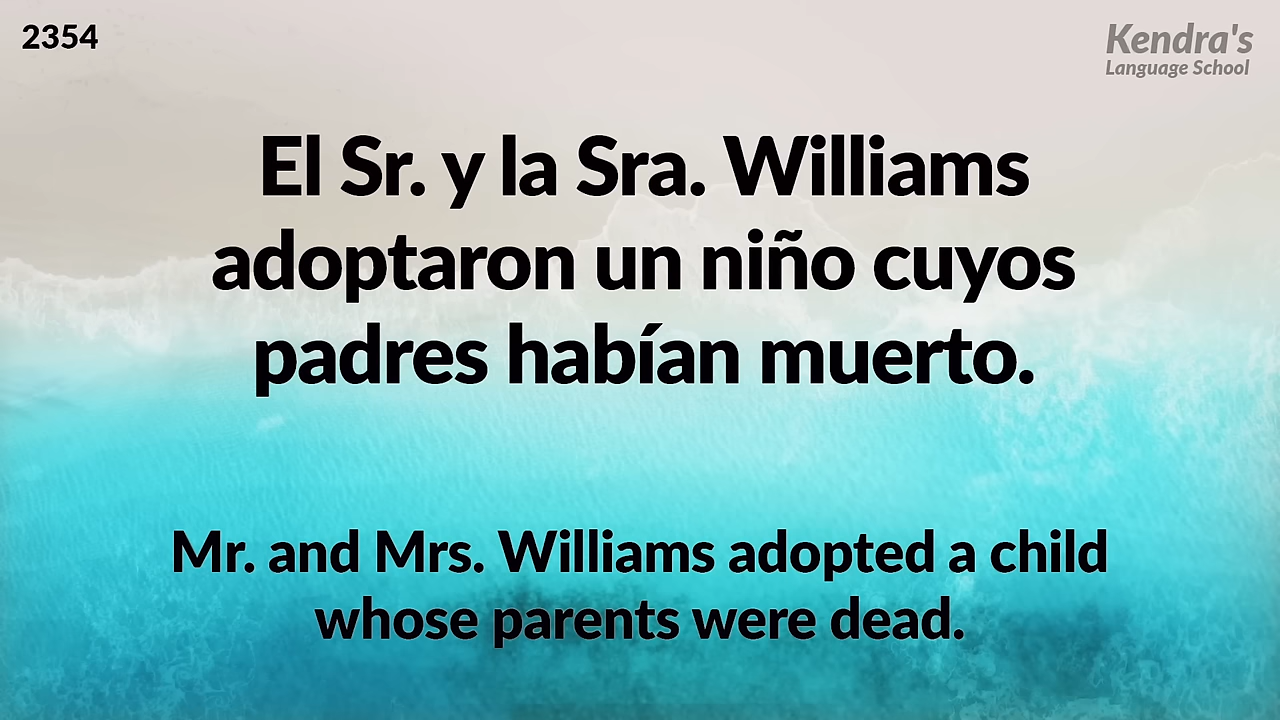 2354
Kendra's
Language School
El Sr. y la Sra. Williams
adoptaron un niño cuyos
padres habían muerto.
Mr. and Mrs. Williams adopted a child
whose parents were dead.